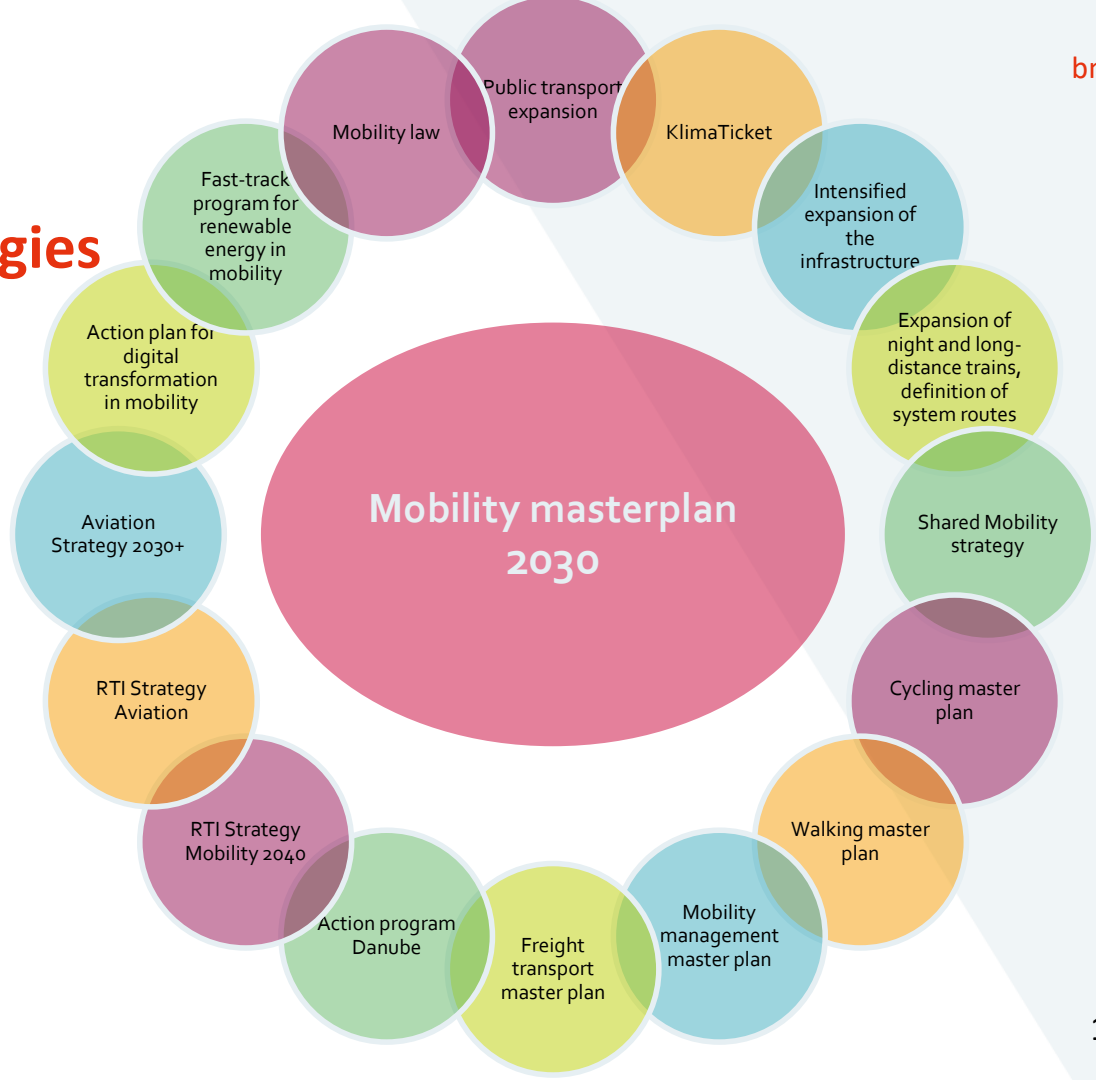 br
gies
Public transport
expansion
KlimaTicket
Intensified
expansion of
the
infrastructure
Expansion of
night and long-
distance trains,
definition of
system routes
Shared Mobility
strategy
Cycling master
plan
Walking master
plan
Mobility
management
master plan
Freight
transport
master plan
Action program
Danube
RTI Strategy
Mobility 2040
RTI Strategy
Aviation
Aviation
Strategy 2030+
Action plan for
digital
transformation
in mobility
Fast-track
program for
renewable
energy in
mobility
Mobility law
Mobility masterplan
2030
1